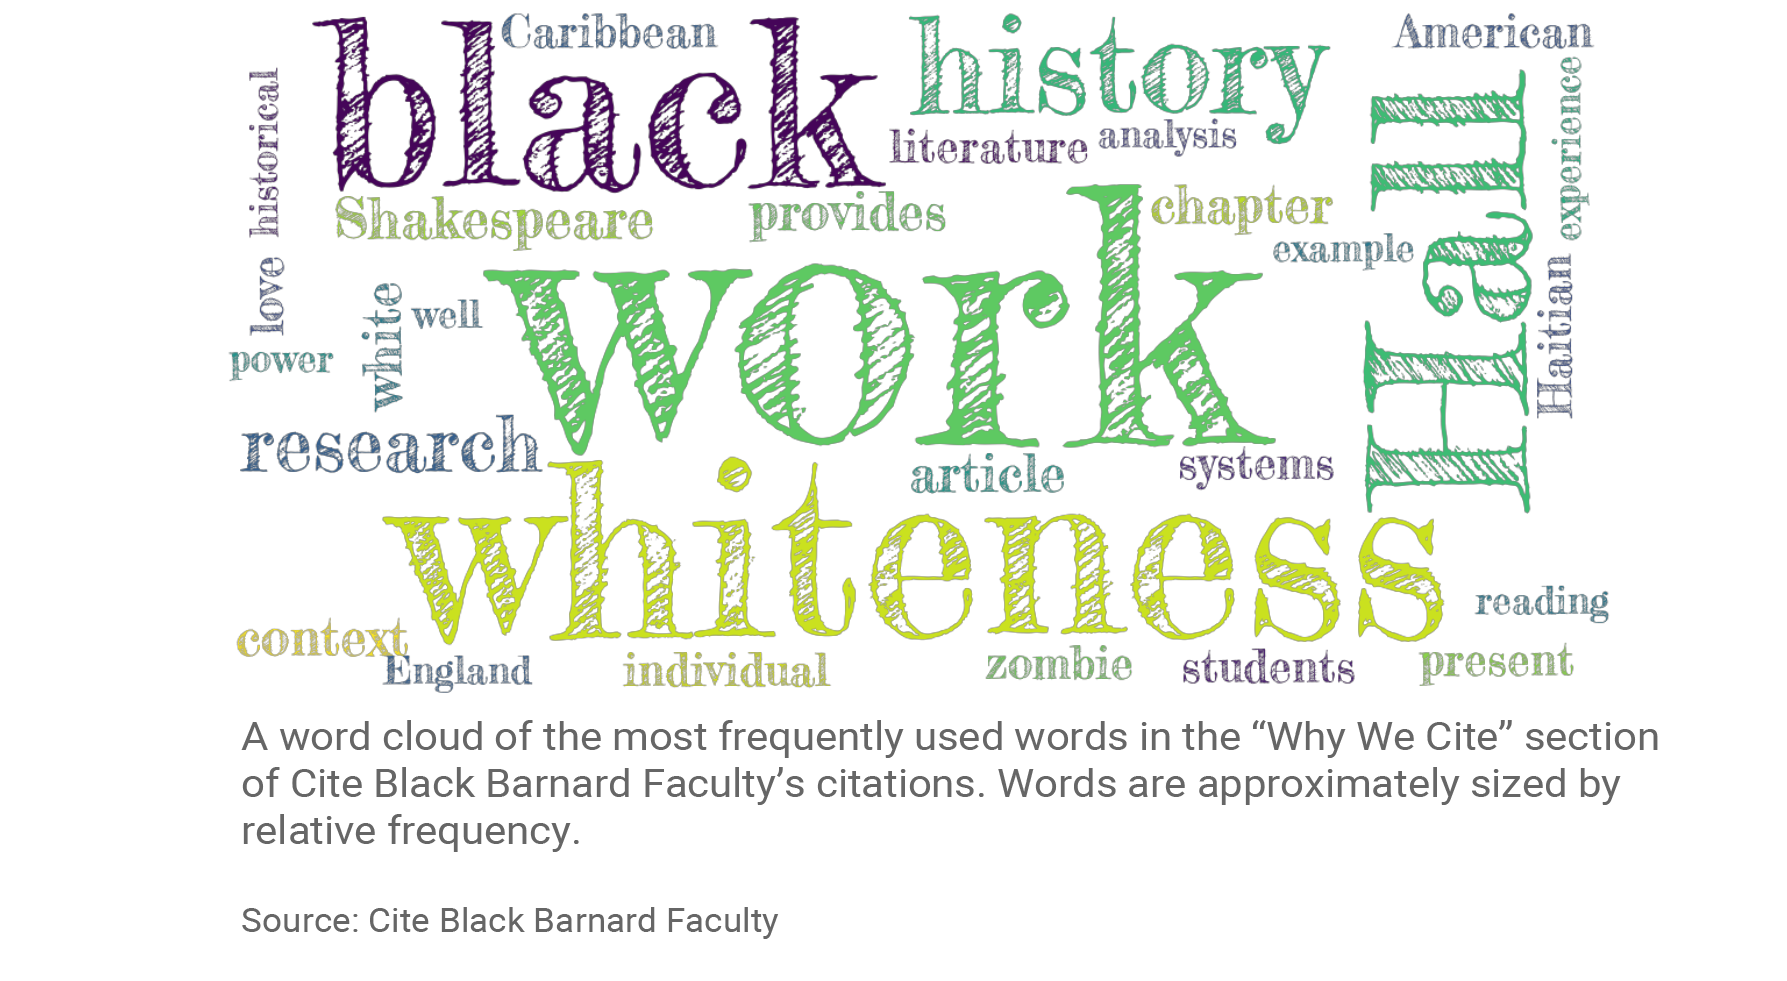 black
Caribbean
history
American
historical
literature
analysis
Hall
experience
Shakespeare
provides
chapter
example
love
white
well
work
Haitian
power
research
article
systems
whiteness
reading
context
England
individual
zombie
students
present
A word cloud of the most frequently used words in the “Why We Cite” section
of Cite Black Barnard Faculty’s citations. Words are approximately sized by
relative frequency.
Source: Cite Black Barnard Faculty